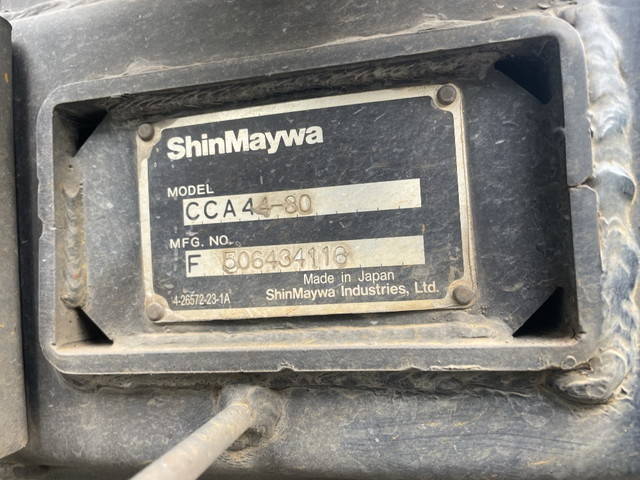 ShinMaywa
MODEL
CCA44-80
MFG. NO.
F 506434116
Made in Japan
4-26572-23-1A
ShinMaywa Industries, Ltd.